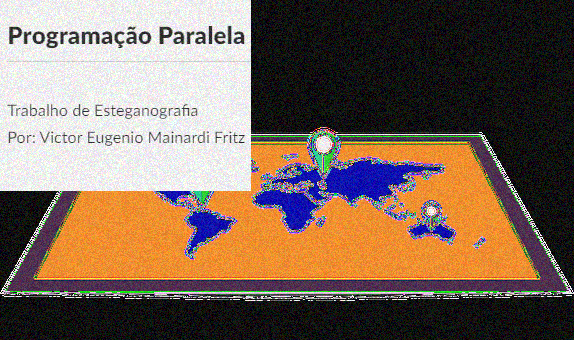 Programação Paralela
Trabalho de Esteganografia
Por: Victor Eugenio Mainardi Fritz